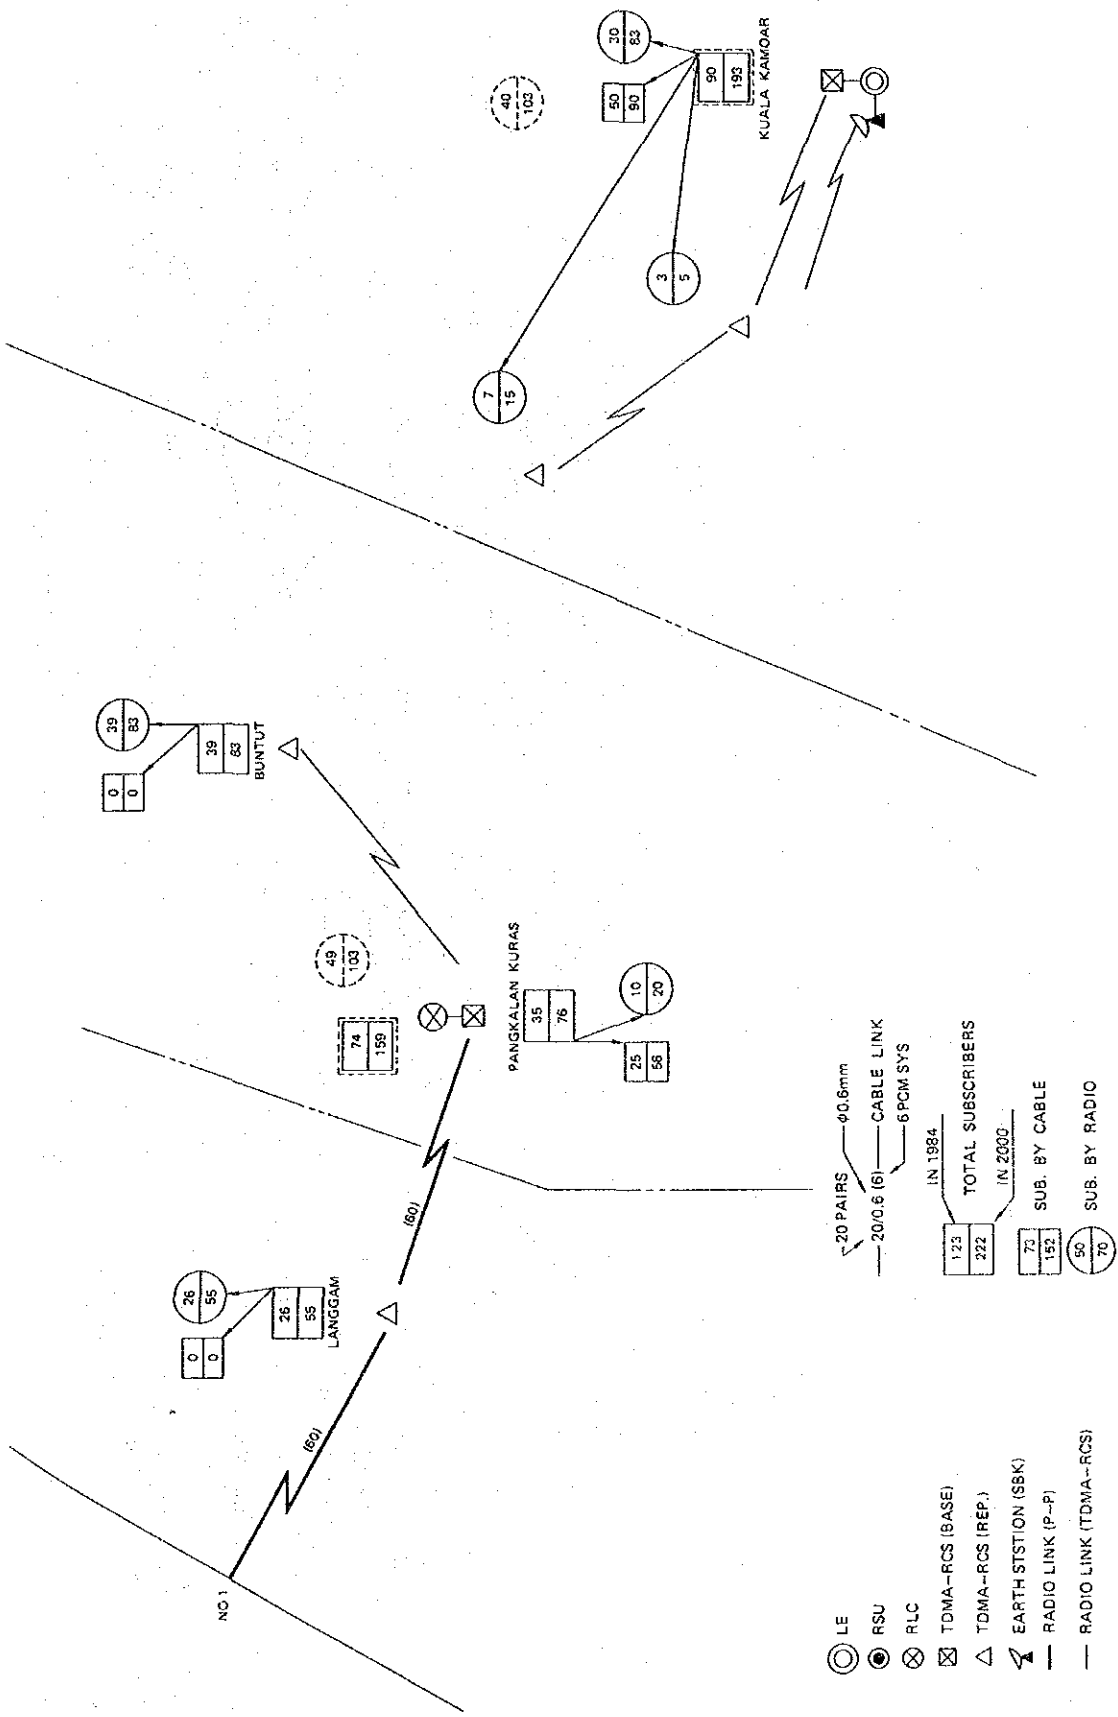 NO 1
(60)
0
0
26
55
26
55
LANGGAM
(60)
74
159
49
103
PANGKALAN KURAS
35
76
25
56
10
20
0
0
39
83
39
83
BUNTUT
7
15
3
5
40
103
50
90
30
83
90
193
KUALA KAMOAR
LE
RSU
RLC
TDMA-RCS (BASE)
TDMA-RCS (REP.)
EARTH STSTION (SBK)
RADIO LINK (P-P)
RADIO LINK (TDMA-RCS)
20 PAIRS
φ0.6mm
20/0.6 (6)
CABLE LINK
6 PCM SYS
123
222
IN 1984
TOTAL SUBSCRIBERS
IN 2000
73
152
SUB. BY CABLE
50
70
SUB. BY RADIO